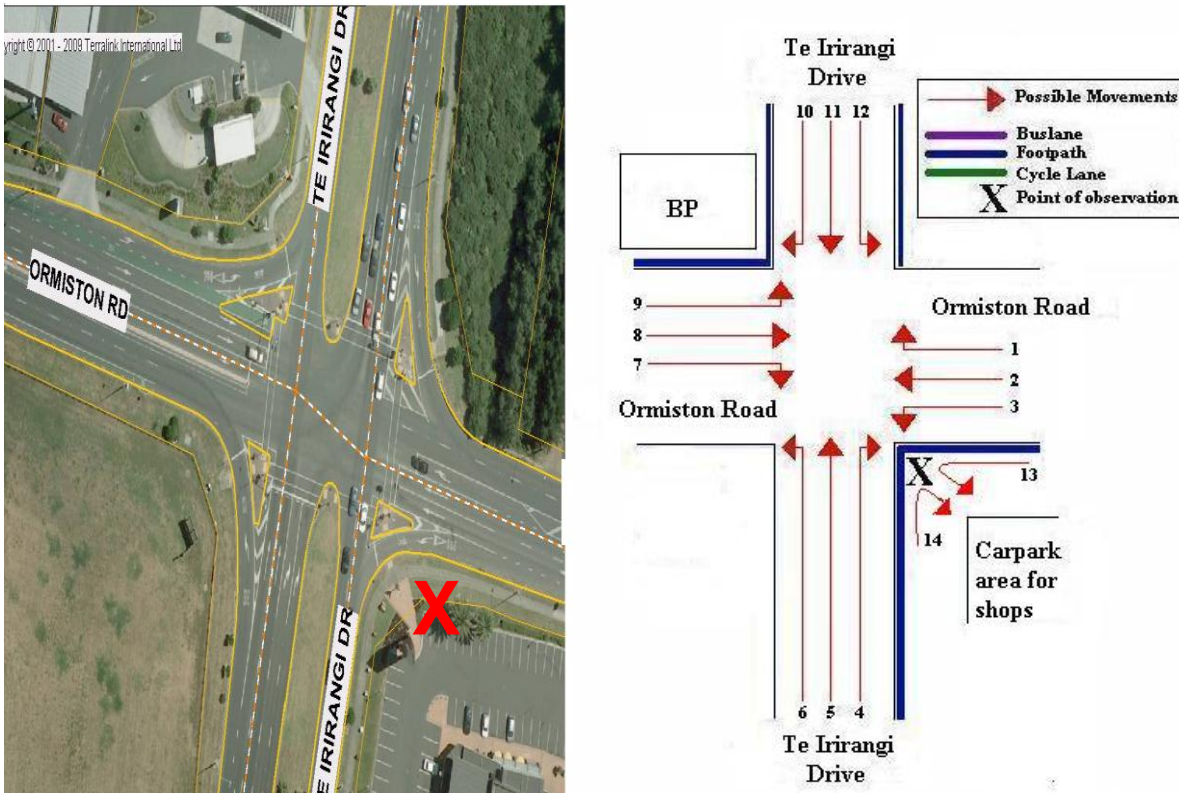 yright © 2001 - 2009 Terralink International Ltd
TE IRIRANGI DR
TE IRIRANGI DR
ORMISTON RD
X
E IRIRANGI DR
Te Irirangi
Drive
10 11 12
Possible Movements
Buslane
Footpath
Cycle Lane
X Point of observation
BP
Ormiston Road
9
8
7
1
2
3
Ormiston Road
X
13
14
Carpark
area for
shops
6 5 4
Te Irirangi
Drive